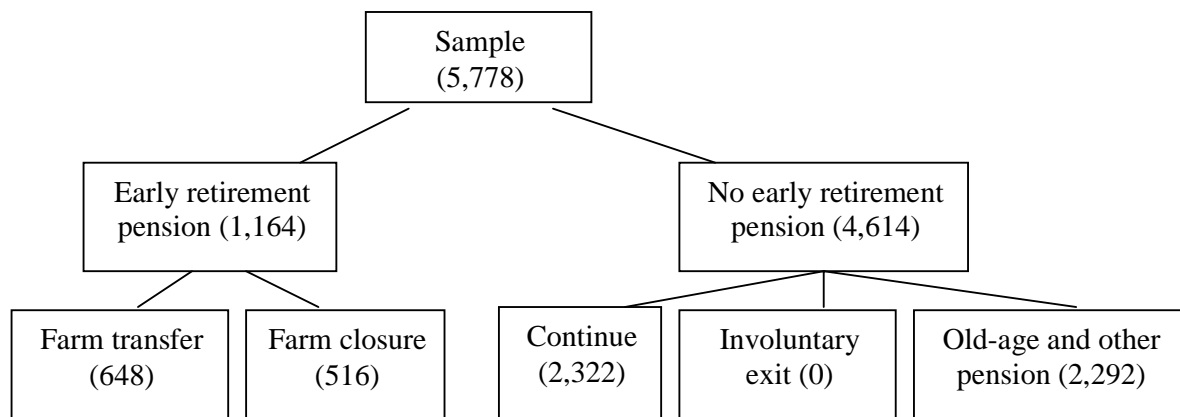 Sample
(5,778)
Early retirement
pension (1,164)
No early retirement
pension (4,614)
Farm transfer
(648)
Farm closure
(516)
Continue
(2,322)
Involuntary
exit (0)
Old-age and other
pension (2,292)